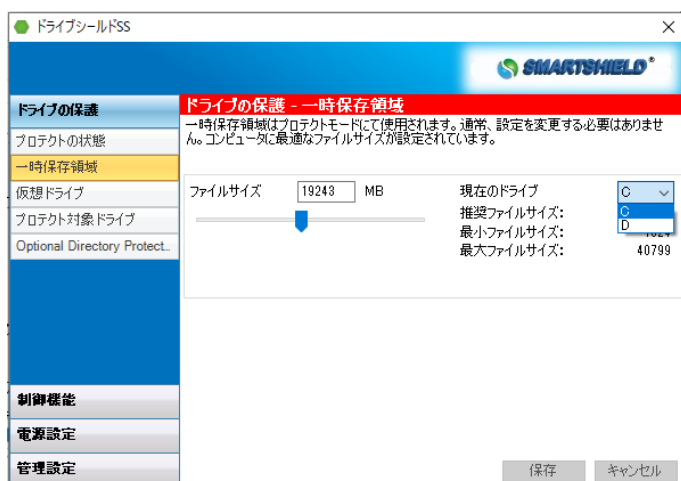 ドライブシールドSS
SMARTSHIELD®
ドライブの保護
プロテクトの状態
一時保存領域
仮想ドライブ
プロテクト対象ドライブ
Optional Directory Protect..
制御機能
電源設定
管理設定
ドライブの保護 - 一時保存領域
一時保存領域はプロテクトモードにて使用されます。通常、設定を変更する必要はありませ
ん。コンピュータに最適なファイルサイズが設定されています。
ファイルサイズ 19243 MB
現在のドライブ C
C
D
推奨ファイルサイズ:
最小ファイルサイズ:
最大ファイルサイズ: 40799
保存 キャンセル